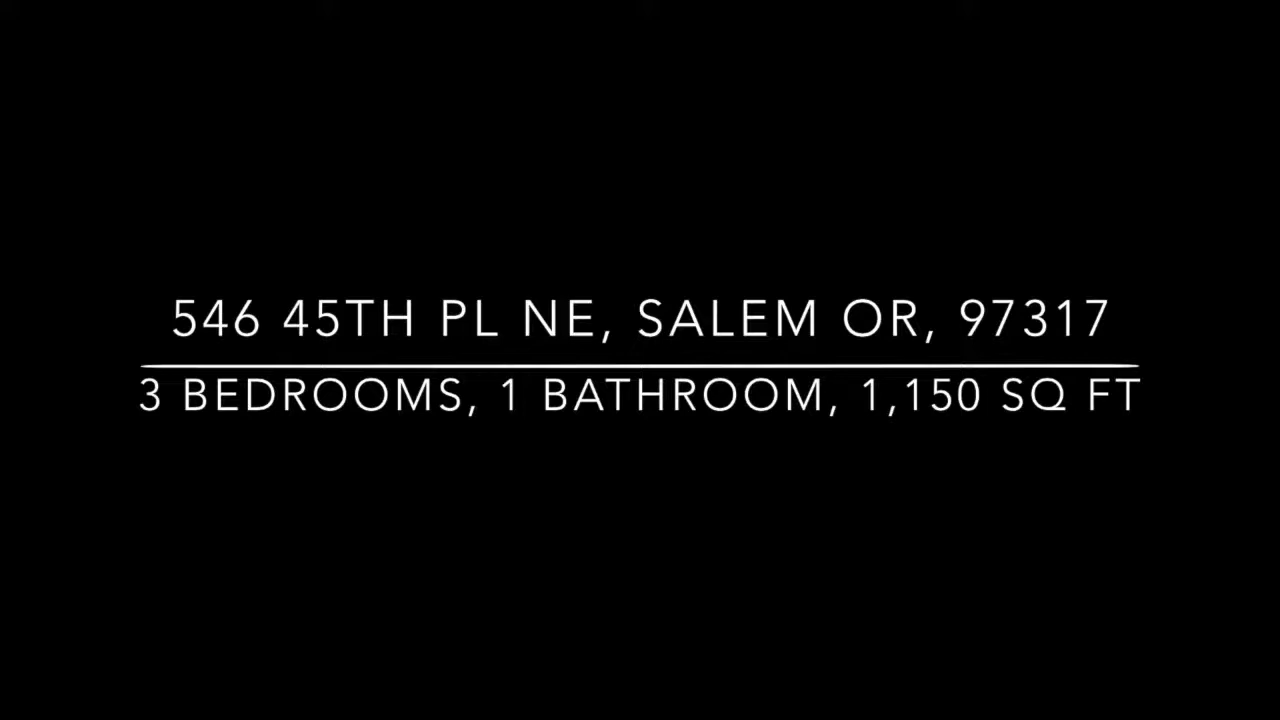 546 45TH PL NE, SALEM OR, 97317
3 BEDROOMS, 1 BATHROOM, 1,150 SQ FT